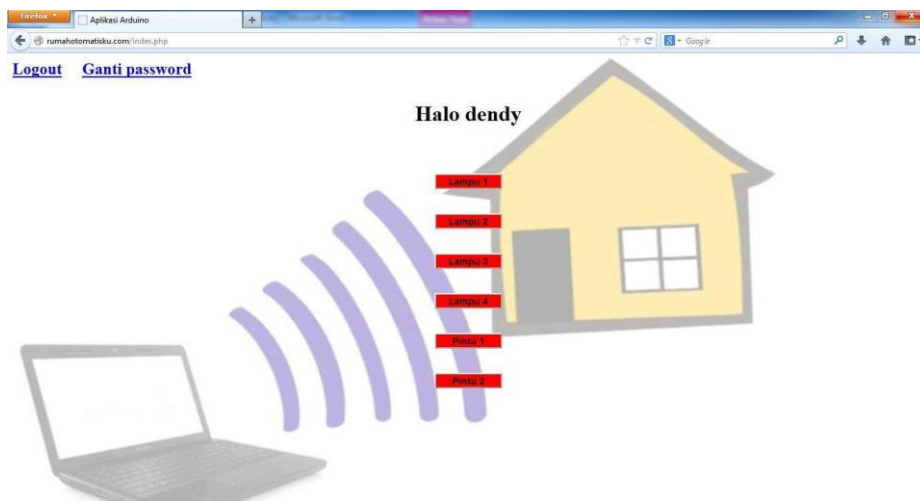 Firefox
Aplikasi Arduino
rumahotomatisku.com/index.php
Google
Logout Ganti password
Halo dendy
Lampu 1
Lampu 2
Lampu 3
Lampu 4
Pintu 1
Pintu 2